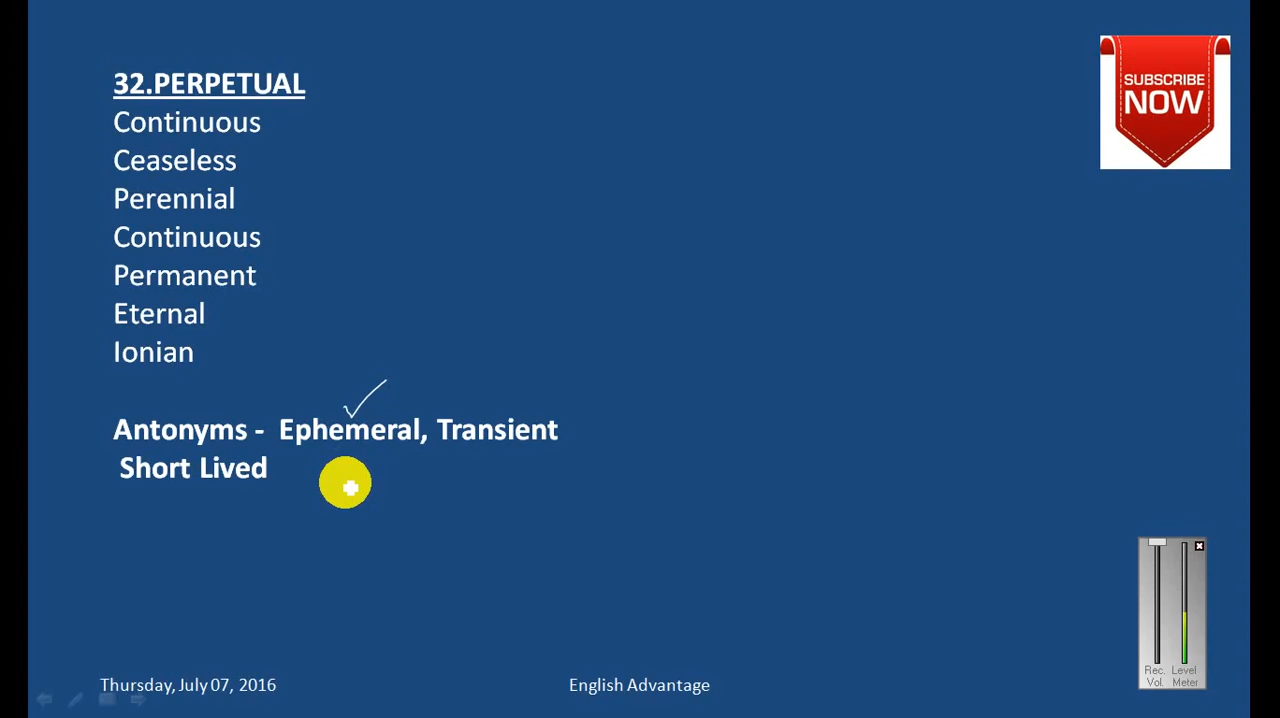 32.PERPETUAL
Continuous
Ceaseless
Perennial
Continuous
Permanent
Eternal
Ionian
Antonyms -  Ephemeral, Transient
Short Lived
SUBSCRIBE
NOW
Rec. Level
Vol. Meter
Thursday, July 07, 2016
English Advantage